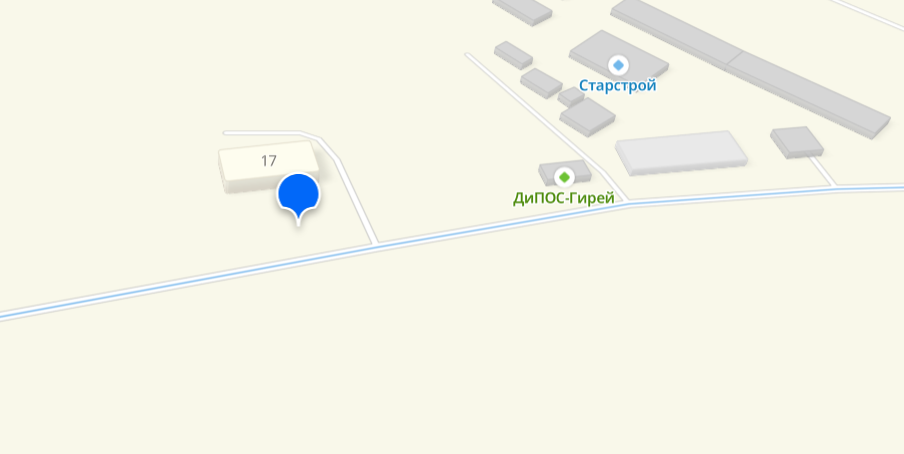 Старстрой
17
ДиПОС-Гирей